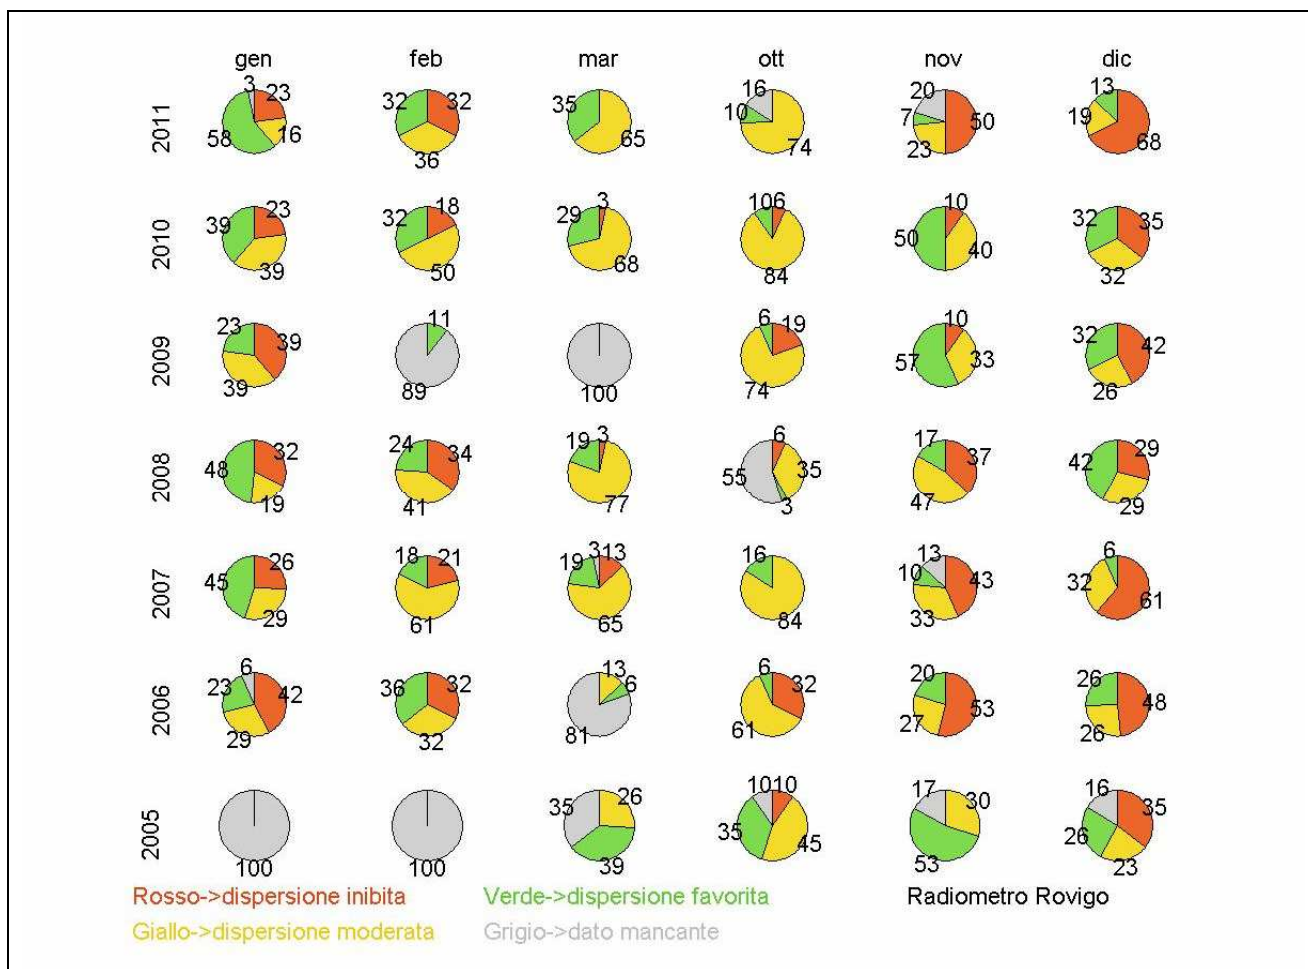 gen feb mar ott nov dic
2011
3 23 16 58
32 32 36
35 65
16 10 74
20 50 7 23
13 19 68
2010
39 23 39
32 18 50
3 29 68
10 6 84
10 50 40
32 35 32
2009
23 39 39
11 89
100
6 19 74
10 57 33
32 42 26
2008
32 48 19
24 34 41
3 19 77
6 55 35 3
17 37 47
29 42 29
2007
26 45 29
18 21 61
3 13 19 65
16 84
13 10 43 33
6 32 61
2006
6 23 42 29
36 32 32
13 6 81
6 32 61
20 53 27
26 48 26
2005
100
100
26 35 39
10 10 35 45
17 30 53
16 35 26 23
Rosso->dispersione inibita Verde->dispersione favorita Radiometro Rovigo
Giallo->dispersione moderata Grigio->dato mancante